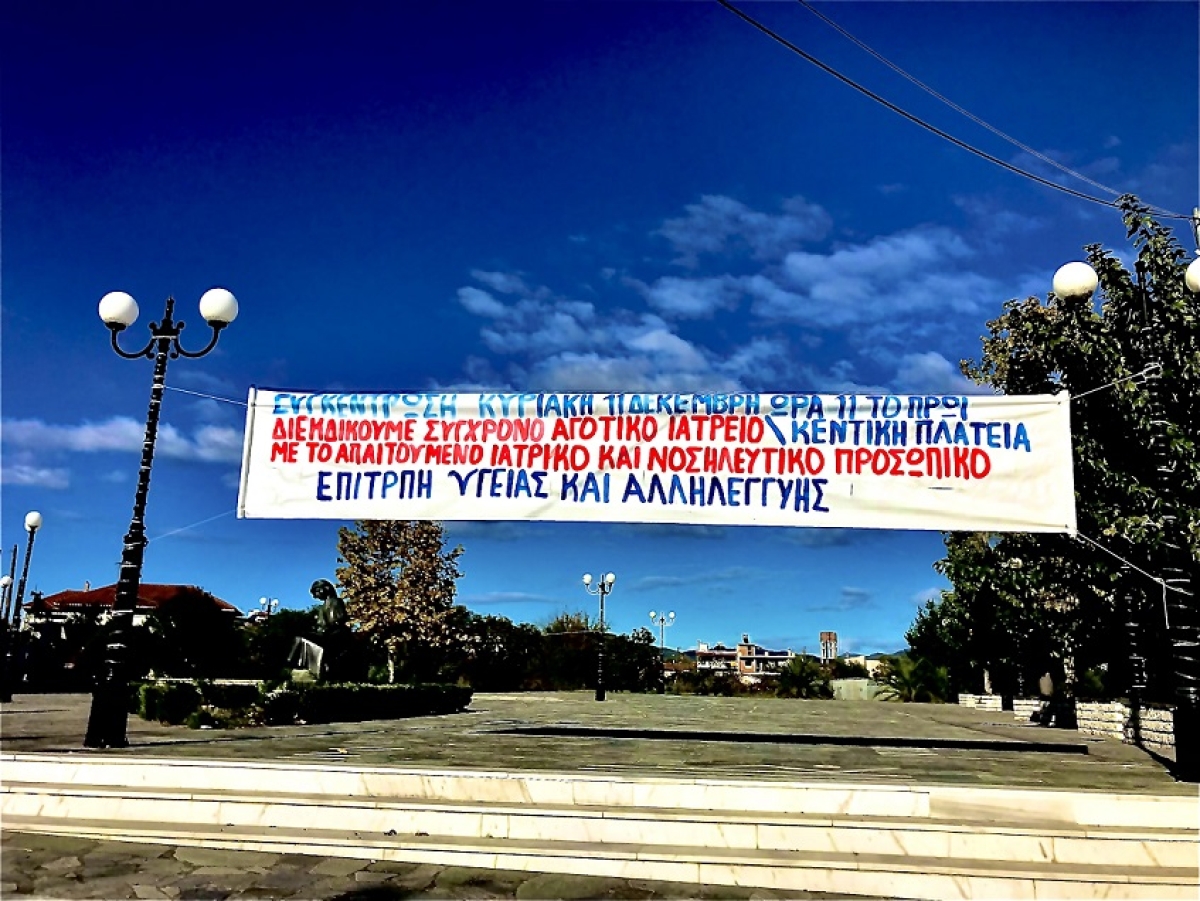 ΣΥΓΚΕΝΤΡΩΣΗ ΚΥΡΙΑΚΗ 11 ΔΕΚΕΜΒΡΗ ΩΡΑ 11 ΤΟ ΠΡΩΙ
ΔΙΕΚΔΙΚΟΥΜΕ ΣΥΓΧΡΟΝΟ ΑΓΟΤΙΚΟ ΙΑΤΡΕΙΟ \ ΚΕΝΤΙΚΗ ΠΛΑΤΕΙΑ
ΜΕ ΤΟ ΑΠΑΙΤΟΥΜΕΝΟ ΙΑΤΡΙΚΟ ΚΑΙ ΝΟΣΗΛΕΥΤΙΚΟ ΠΡΟΣΩΠΙΚΟ
ΕΠΙΤΡΠΗ ΥΓΕΙΑΣ ΚΑΙ ΑΛΛΗΛΕΓΓΥΗΣ